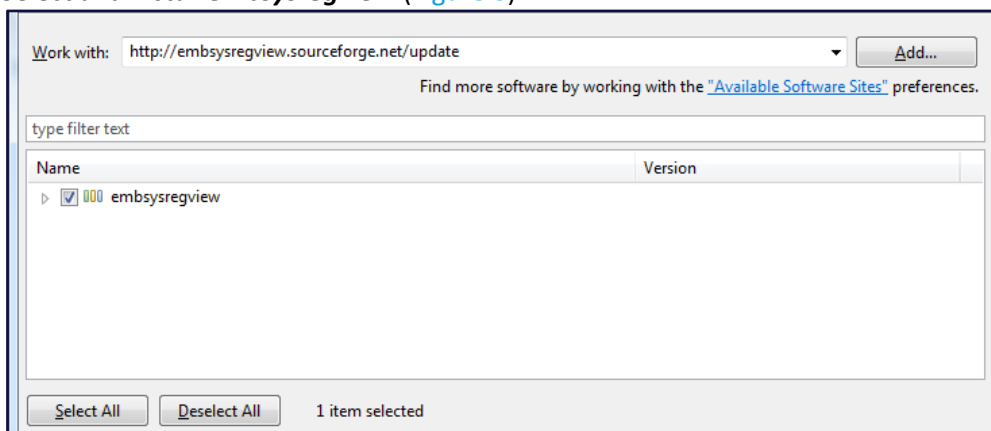 Work with: http://embsysregview.sourceforge.net/update Add...
Find more software by working with the "Available Software Sites" preferences.
type filter text
Name Version
embsysregview
Select All Deselect All 1 item selected